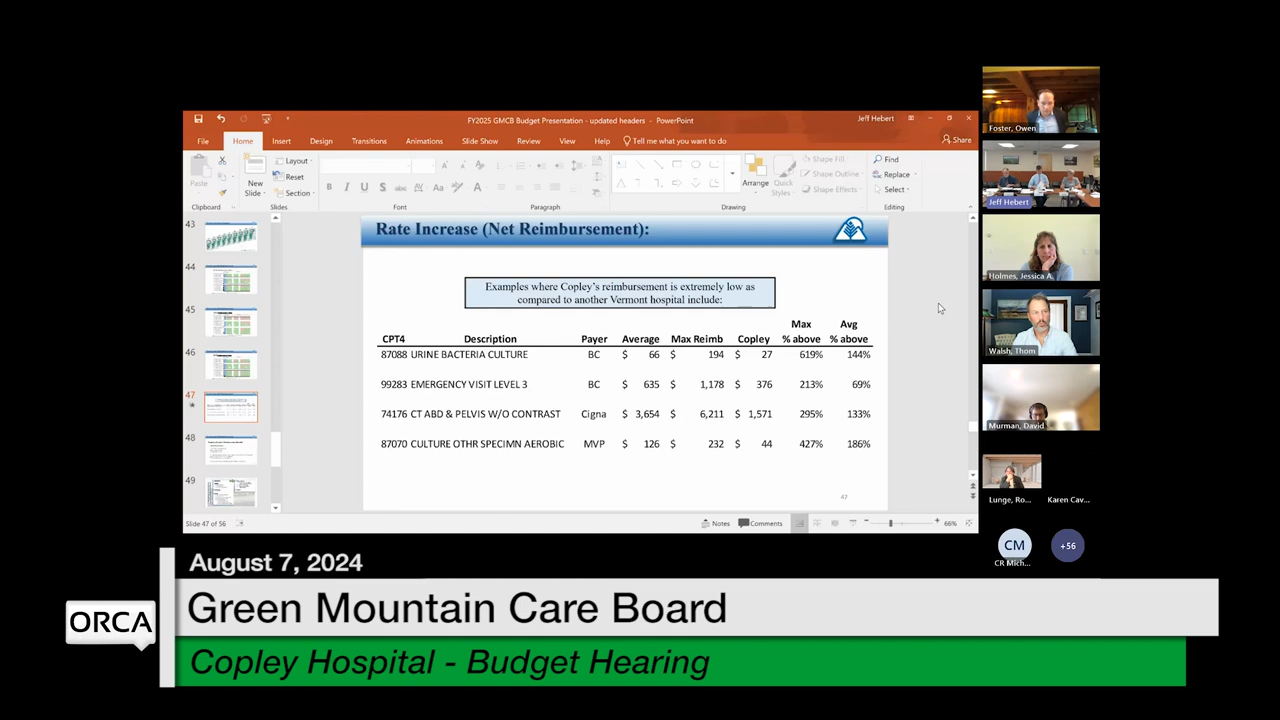 FY2025 GMCB Budget Presentation - updated headers - PowerPoint
Jeff Hebert
File Home Insert Design Transitions Animations Slide Show Review View Help Tell me what you want to do
Share
Paste
New
Slide
Layout
Reset
Section
Arrange
Quick
Styles
Shape Fill
Shape Outline
Shape Effects
Find
Replace
Select
Clipboard Slides Font Paragraph Drawing Editing
43
44
45
46
47
48
49
Rate Increase (Net Reimbursement):
Examples where Copley's reimbursement is extremely low as
compared to another Vermont hospital include:
Max Avg
CPT4 Description Payer Average Max Reimb Copley % above % above
87088 URINE BACTERIA CULTURE BC $ 66 $ 194 $ 27 619% 144%
99283 EMERGENCY VISIT LEVEL 3 BC $ 635 $ 1,178 $ 376 213% 69%
74176 CT ABD & PELVIS W/O CONTRAST Cigna $ 3,654 $ 6,211 $ 1,571 295% 133%
87070 CULTURE OTHR SPECIMN AEROBIC MVP $ 126 $ 232 $ 44 427% 186%
47
Slide 47 of 56
Notes Comments
66%
Foster, Owen
Jeff Hebert
Holmes, Jessica A.
Walsh, Thom
Murman, David
Lunge, Ro... Karen Cav...
CM
+56
CR Mich...
August 7, 2024
ORCA
Green Mountain Care Board
Copley Hospital - Budget Hearing